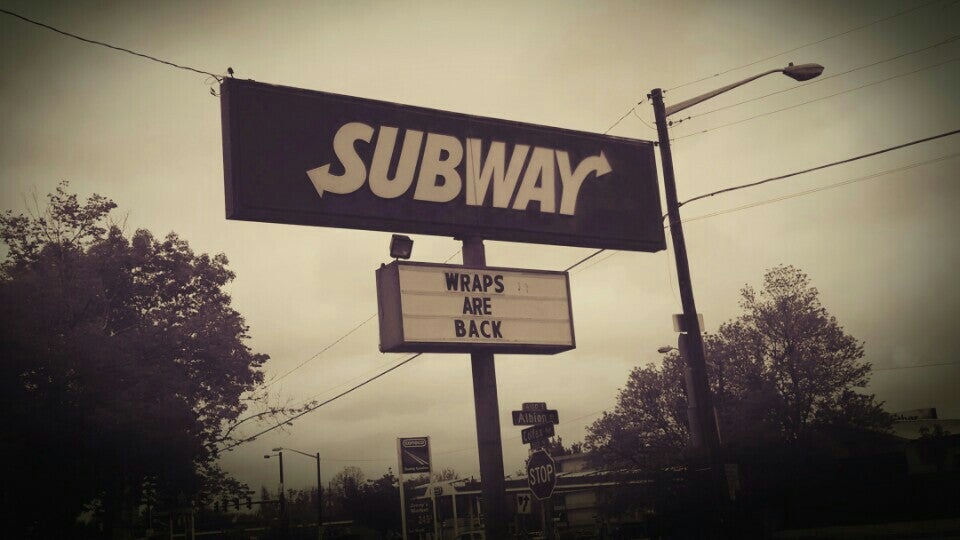 SUBWAY
WRAPS
ARE
BACK
Albion
STOP